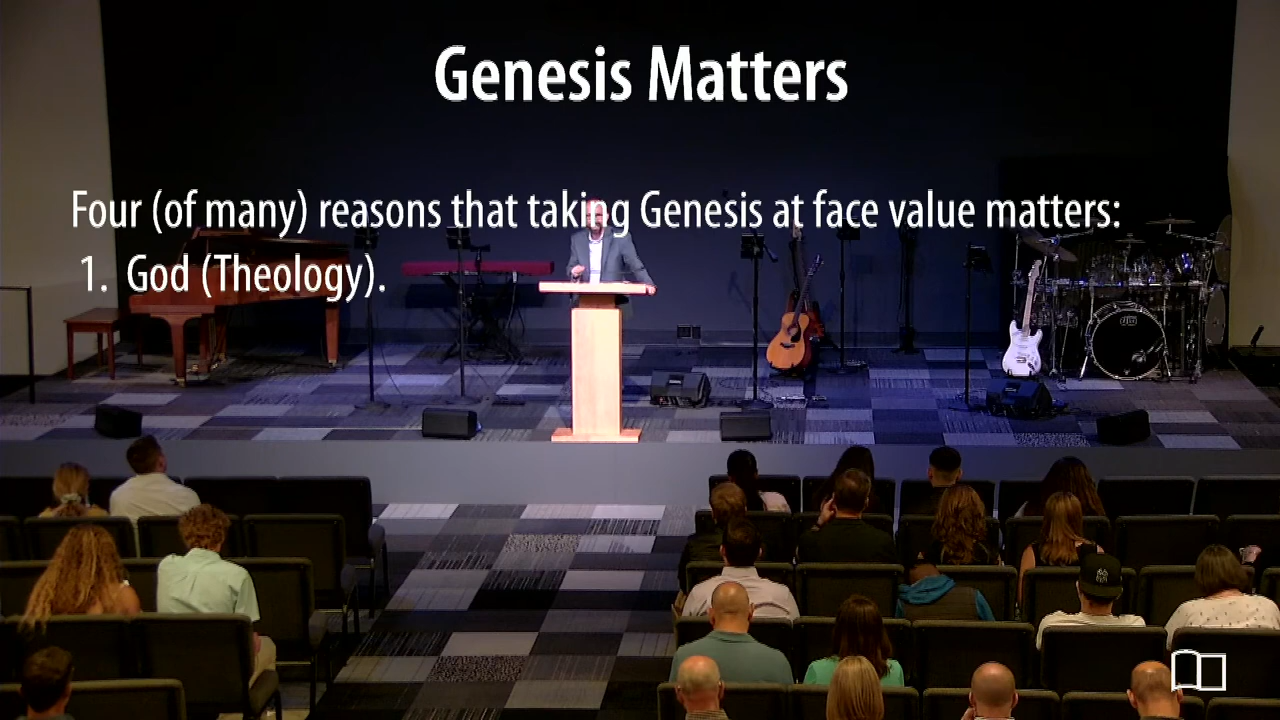 Genesis Matters
Four (of many) reasons that taking Genesis at face value matters:
1. God (Theology).